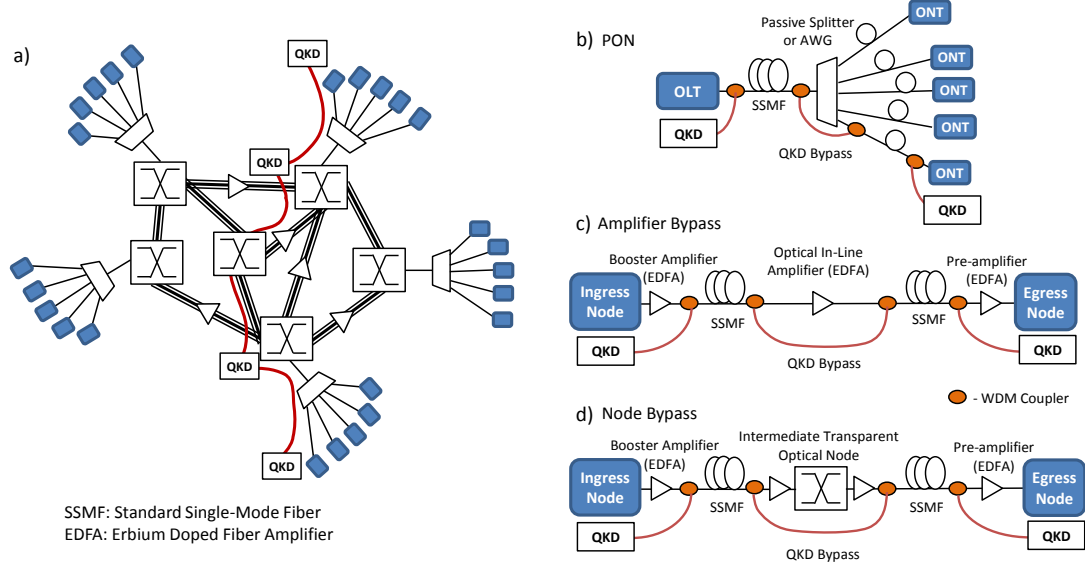 a)
QKD
QKD
QKD
QKD
SSMF: Standard Single-Mode Fiber
EDFA: Erbium Doped Fiber Amplifier
b) PON
Passive Splitter
or AWG
OLT
SSMF
QKD
QKD Bypass
ONT
ONT
ONT
ONT
ONT
QKD
c) Amplifier Bypass
Booster Amplifier
(EDFA)
Optical In-Line
Amplifier (EDFA)
Pre-amplifier
(EDFA)
Ingress
Node
SSMF
SSMF
Egress
Node
QKD
QKD Bypass
QKD
- WDM Coupler
d) Node Bypass
Booster Amplifier
(EDFA)
Intermediate Transparent
Optical Node
Pre-amplifier
(EDFA)
Ingress
Node
SSMF
SSMF
Egress
Node
QKD
QKD Bypass
QKD